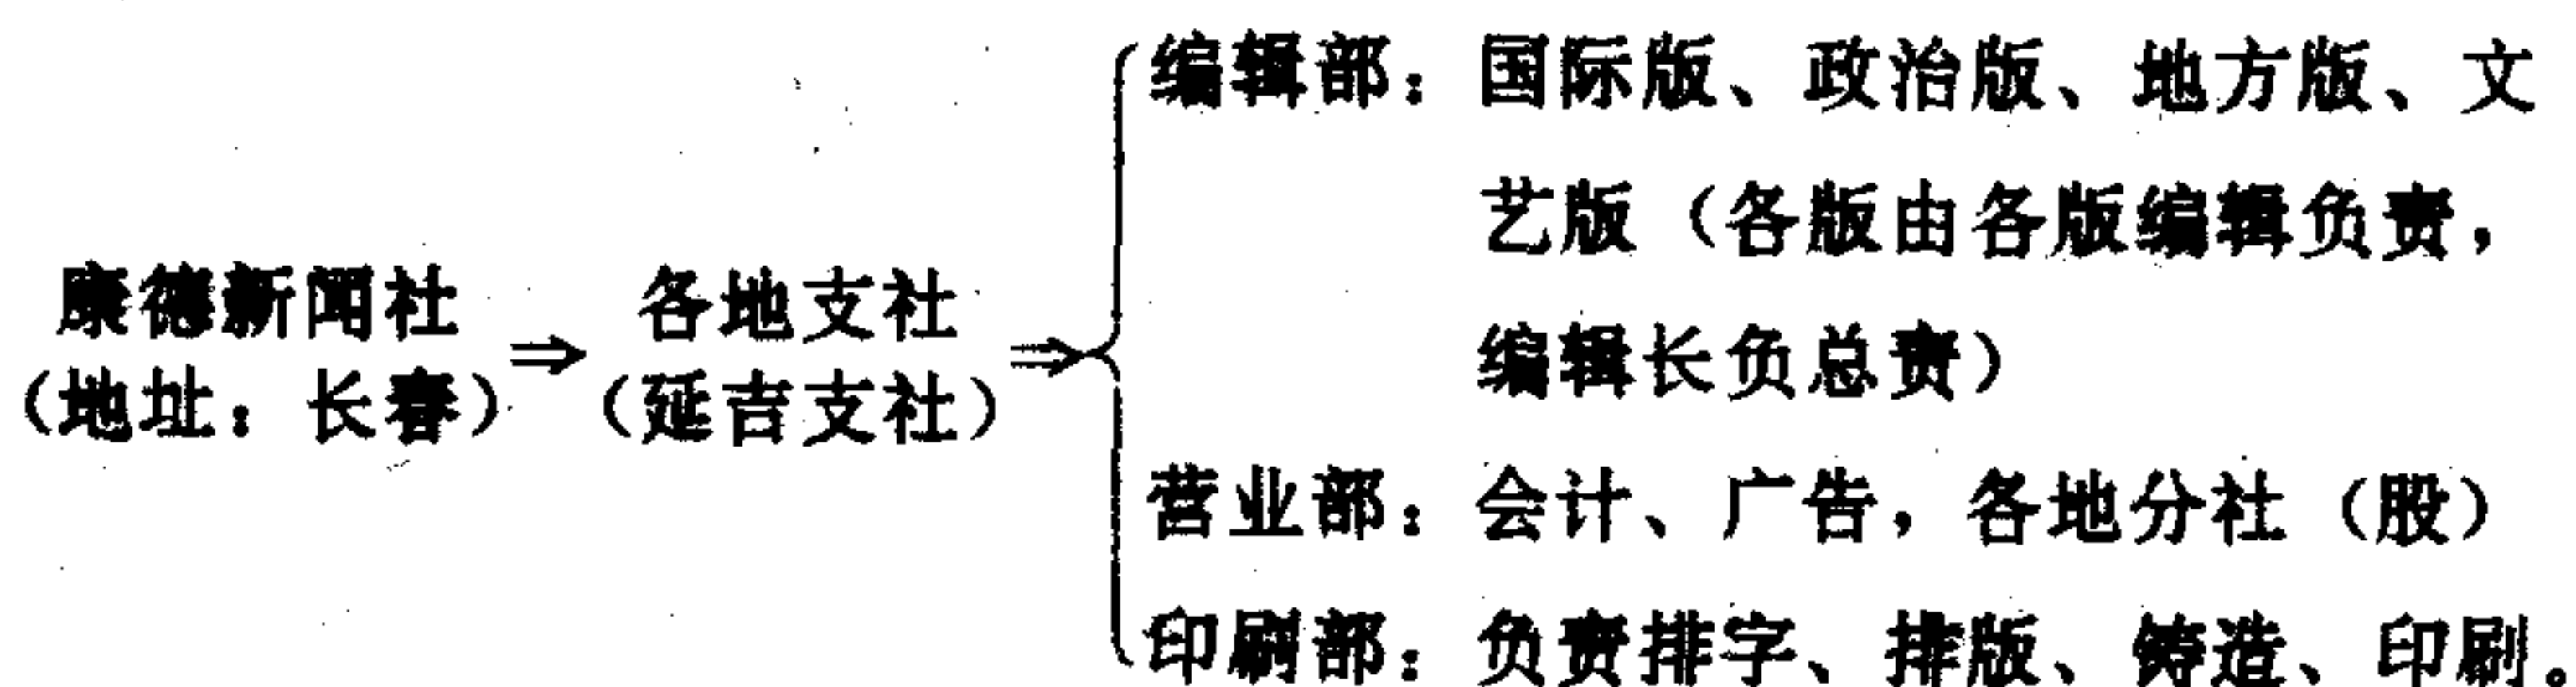 康德新闻社
（地址：长春）
⇒
各地支社
（延吉支社）
⇒
编辑部：国际版、政治版、地方版、文
艺版（各版由各版编辑负责，
编辑长负总责）
营业部：会计、广告，各地分社（股）
印刷部：负责排字、排版、铸造、印刷。